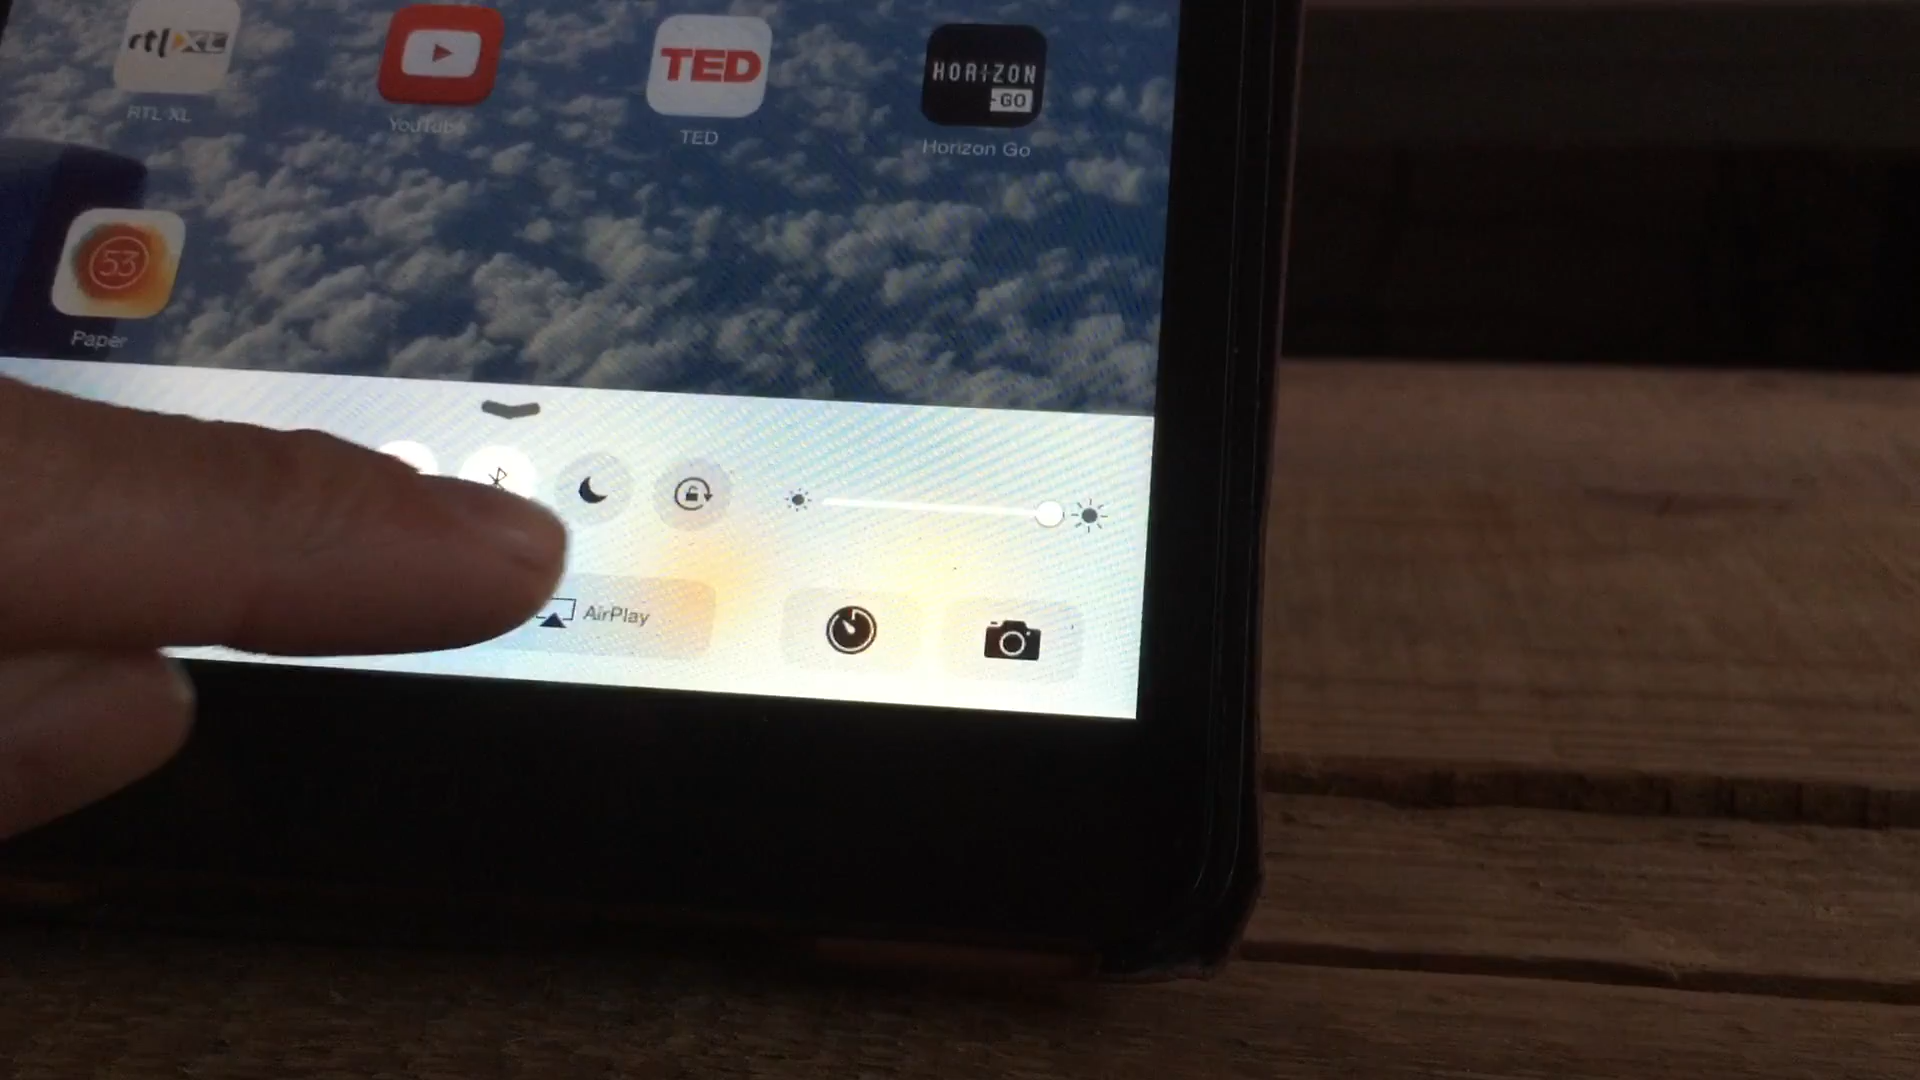 rtl XL
RTL XL
YouTube
TED
TED
HORIZON
GO
Horizon Go
53
Paper
AirPlay